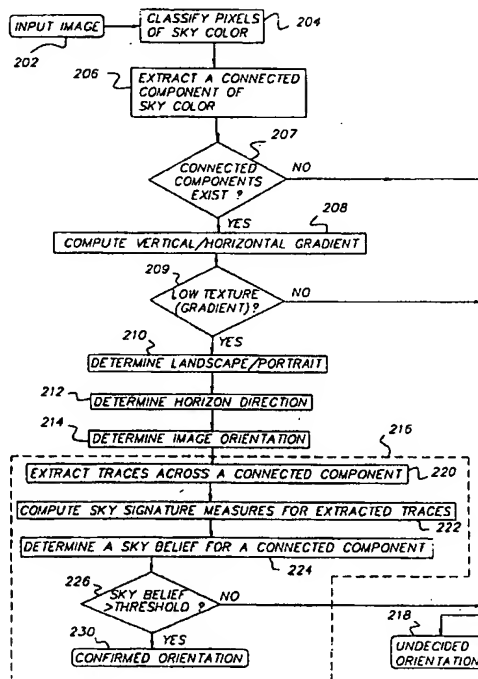 INPUT IMAGE
202
CLASSIFY PIXELS
OF SKY COLOR
204
206
EXTRACT A CONNECTED
COMPONENT OF
SKY COLOR
207
CONNECTED
COMPONENTS
EXIST ?
NO
YES
208
COMPUTE VERTICAL/HORIZONTAL GRADIENT
209
LOW TEXTURE
(GRADIENT)?
NO
YES
210
DETERMINE LANDSCAPE/PORTRAIT
212
DETERMINE HORIZON DIRECTION
214
DETERMINE IMAGE ORIENTATION
216
EXTRACT TRACES ACROSS A CONNECTED COMPONENT
220
COMPUTE SKY SIGNATURE MEASURES FOR EXTRACTED TRACES
222
DETERMINE A SKY BELIEF FOR A CONNECTED COMPONENT
224
226
SKY BELIEF
>THRESHOLD ?
NO
YES
218
UNDECIDED
ORIENTATION
230
CONFIRMED ORIENTATION